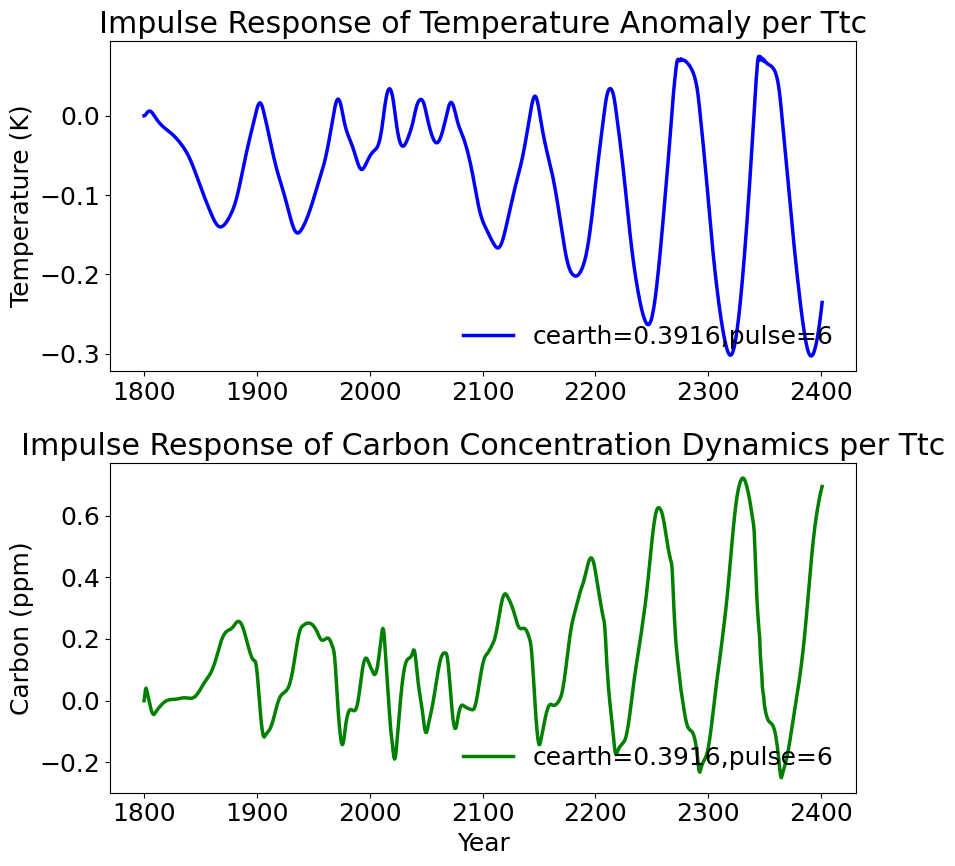 Impulse Response of Temperature Anomaly per Ttc
Temperature (K)
0.0
−0.1
−0.2
−0.3
cearth=0.3916,pulse=6
1800 1900 2000 2100 2200 2300 2400
Impulse Response of Carbon Concentration Dynamics per Ttc
Carbon (ppm)
0.6
0.4
0.2
0.0
−0.2
cearth=0.3916,pulse=6
1800 1900 2000 2100 2200 2300 2400
Year